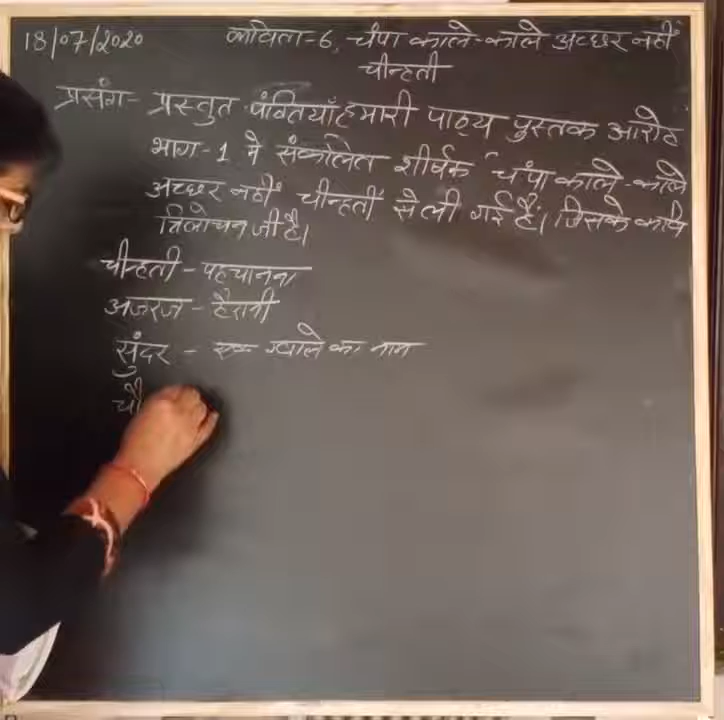 18/07/2020 कविता-6, चंपा काले-काले अच्छर नहीं
चीन्हती
प्रसंग- प्रस्तुत पंक्तियाँ हमारी पाठ्य पुस्तक आरोह
भाग-1 में संकलित शीर्षक "चंपा काले-काले
अच्छर नहीं चीन्हती से ली गई हैं। जिसके कवि
त्रिलोचन जी है।
चीन्हती - पहचानना
अजरज - हैरानी
सुंदर - एक ग्वाले का नाम
चौ